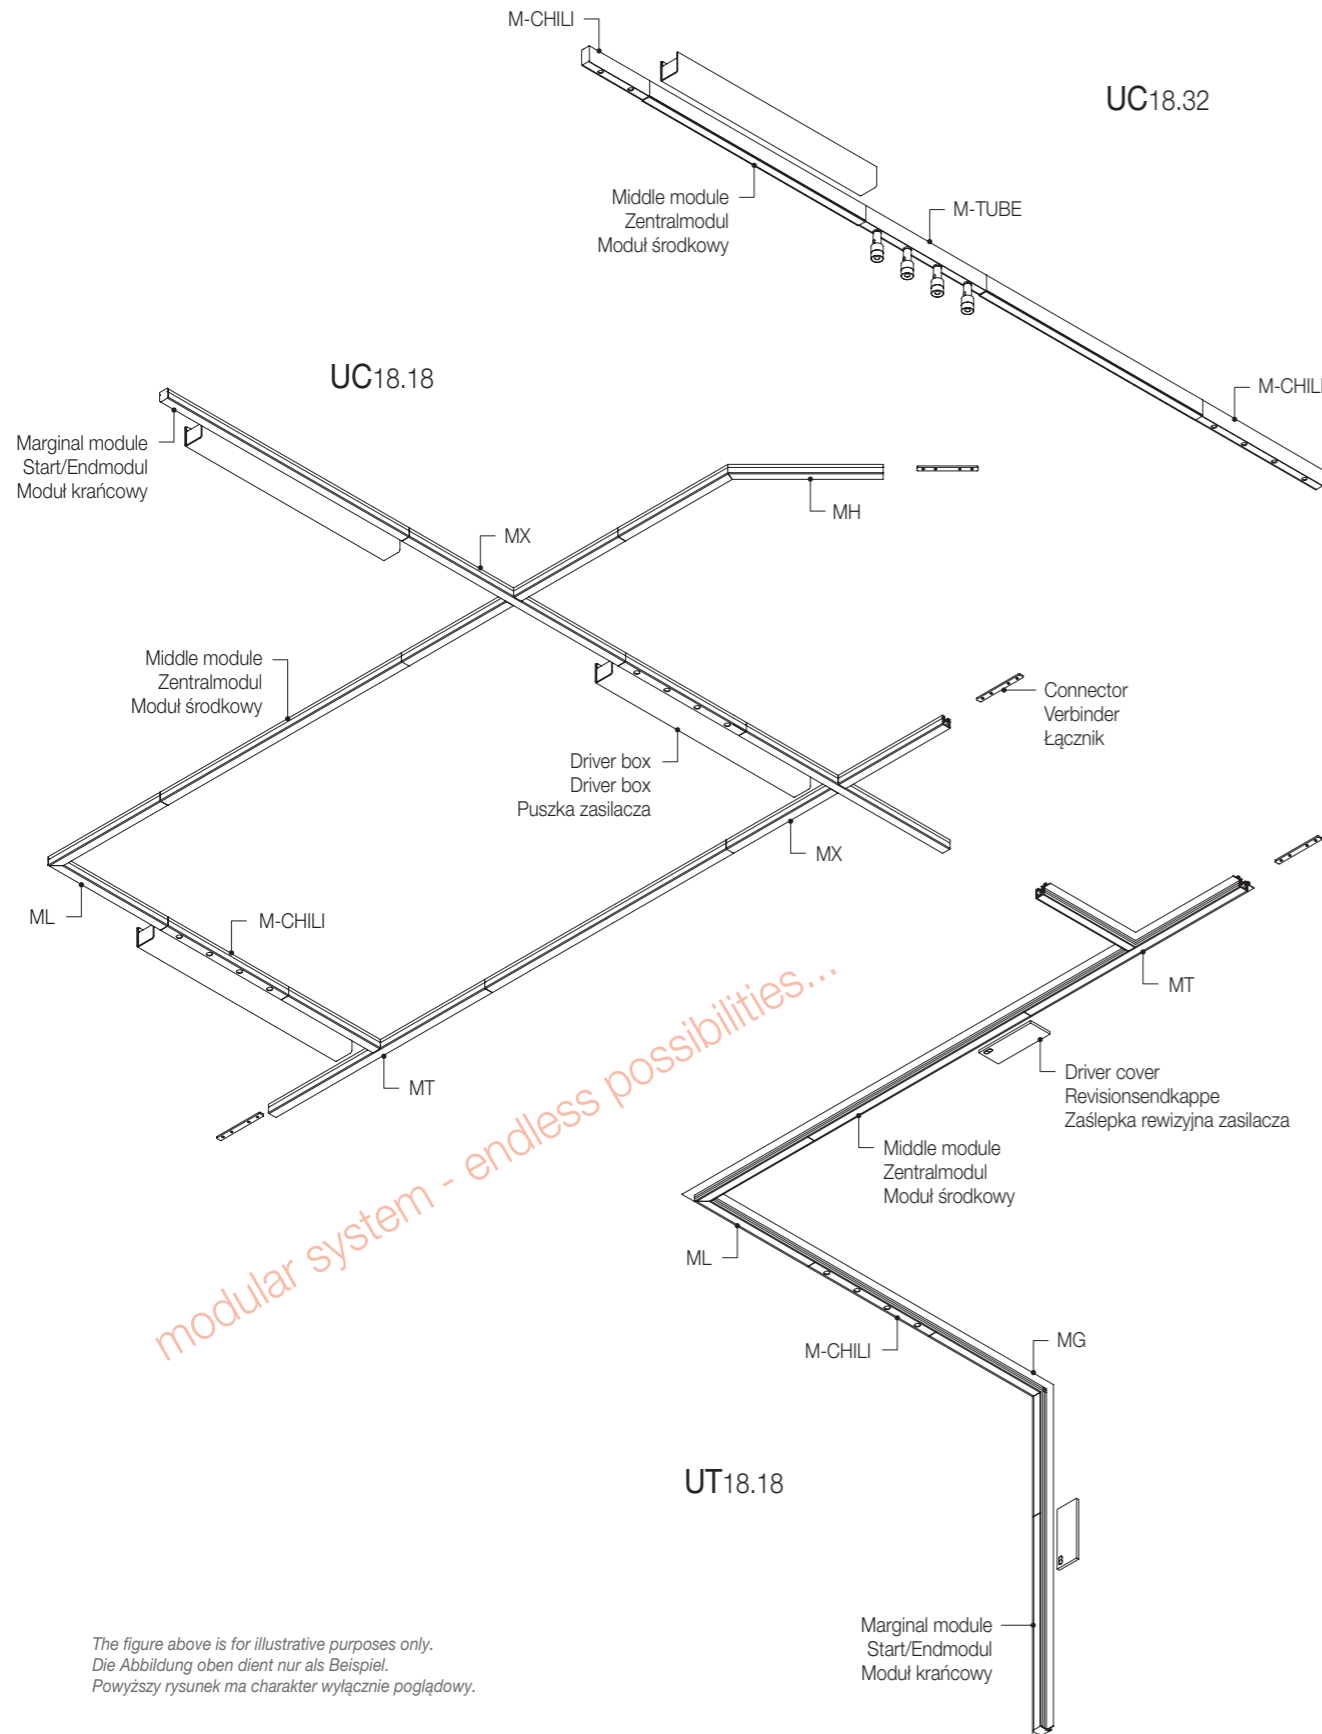 M-CHILI
UC18.32
Middle module
Zentralmodul
Moduł środkowy
M-TUBE
M-CHILI
UC18.18
Marginal module
Start/Endmodul
Moduł krańcowy
MH
MX
Middle module
Zentralmodul
Moduł środkowy
Connector
Verbinder
Łącznik
Driver box
Driver box
Puszka zasilacza
MX
ML
M-CHILI
MT
MT
modular system - endless possibilities...
Driver cover
Revisionsendkappe
Zaślepka rewizyjna zasilacza
Middle module
Zentralmodul
Moduł środkowy
ML
M-CHILI
MG
UT18.18
Marginal module
Start/Endmodul
Moduł krańcowy
The figure above is for illustrative purposes only.
Die Abbildung oben dient nur als Beispiel.
Powyższy rysunek ma charakter wyłącznie poglądowy.